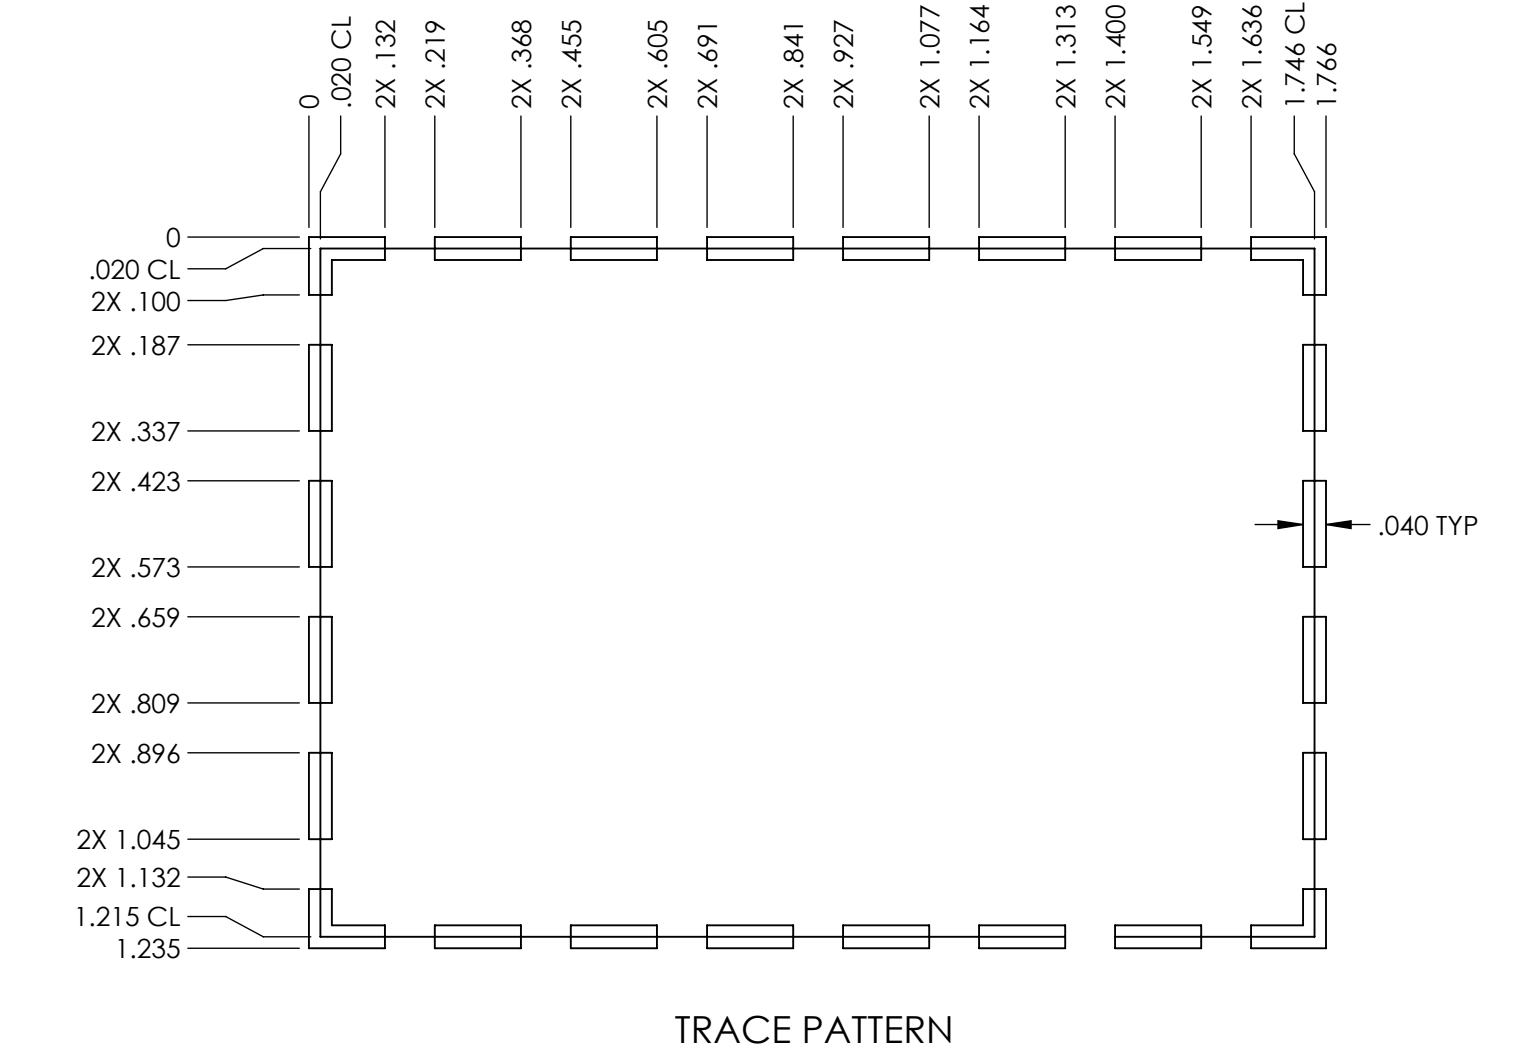 0
.020 CL
2X .132
2X .219
2X .368
2X .455
2X .605
2X .691
2X .841
2X .927
2X 1.077
2X 1.164
2X 1.313
2X 1.400
2X 1.549
2X 1.636
1.746 CL
1.766
0
.020 CL
2X .100
2X .187
2X .337
2X .423
2X .573
2X .659
2X .809
2X .896
2X 1.045
2X 1.132
1.215 CL
1.235
.040 TYP
TRACE PATTERN